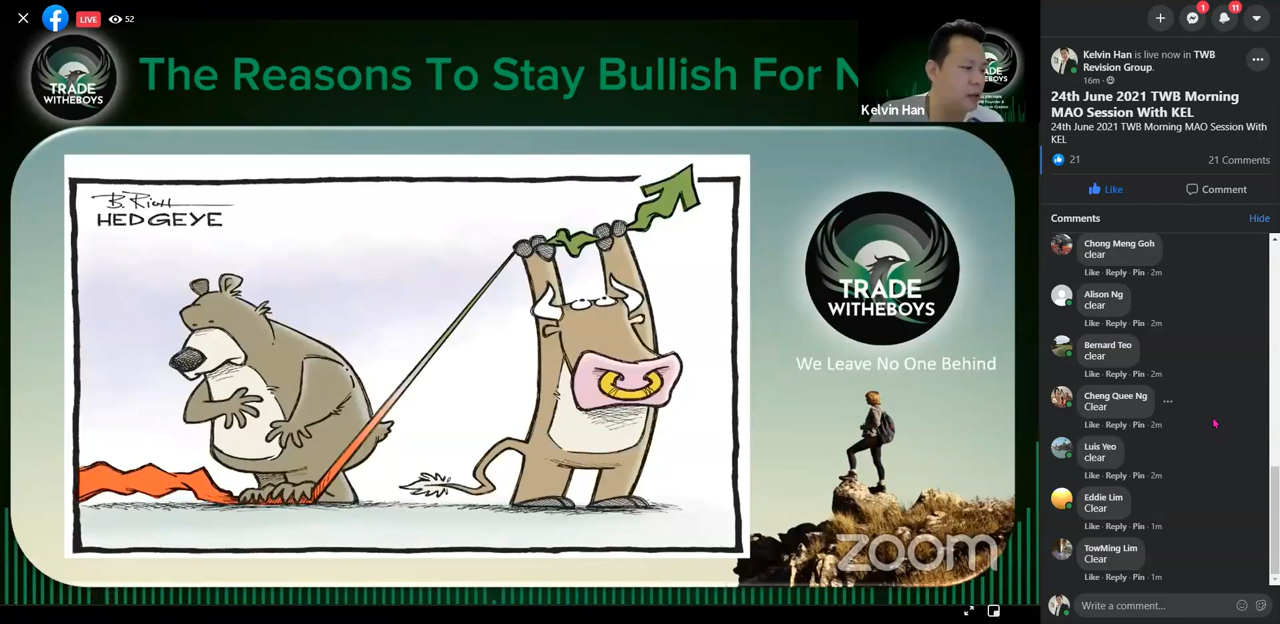 LIVE
52
The Reasons To Stay Bullish For N
TRADE
WITHEBOYS
Kelvin Han
B Rich
HEDGEYE
TRADE
WITHEBOYS
We Leave No One Behind
zoom
1
11
Kelvin Han is live now in TWB
Revision Group.
16m
24th June 2021 TWB Morning
MAO Session With KEL
24th June 2021 TWB Morning MAO Session With
KEL
21
21 Comments
Like
Comment
Comments
Hide
Chong Meng Goh
clear
Like · Reply · Pin · 2m
Alison Ng
clear
Like · Reply · Pin · 2m
Bernard Teo
clear
Like · Reply · Pin · 2m
Cheng Quee Ng
Clear
Like · Reply · Pin · 2m
Luis Yeo
clear
Like · Reply · Pin · 2m
Eddie Lim
Clear
Like · Reply · Pin · 1m
TowMing Lim
Clear
Like · Reply · Pin · 1m
Write a comment...